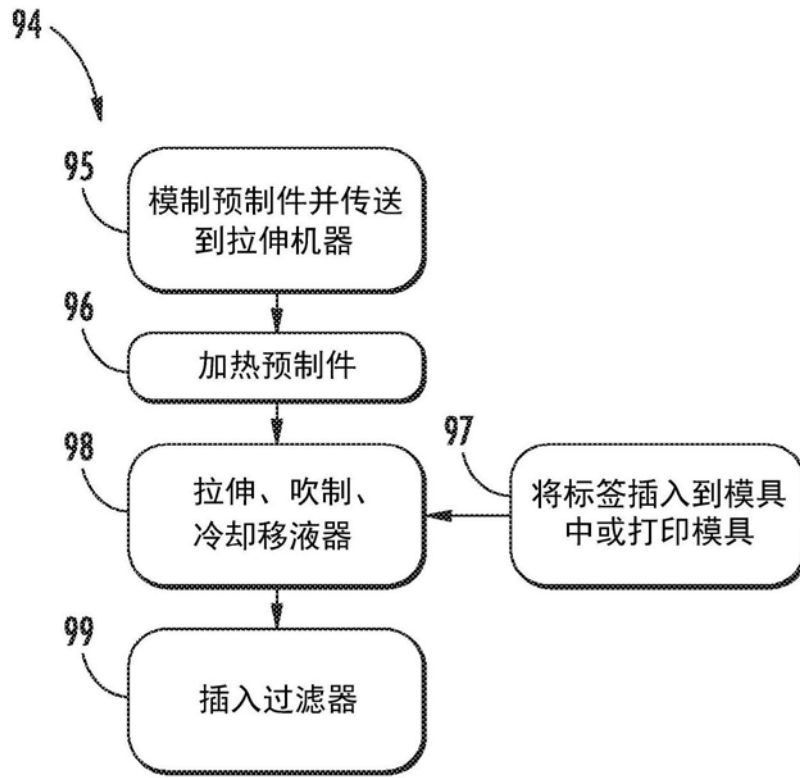 94
95
模制预制件并传送
到拉伸机器
96
加热预制件
98
拉伸、吹制、
冷却移液器
97
将标签插入到模具
中或打印模具
99
插入过滤器